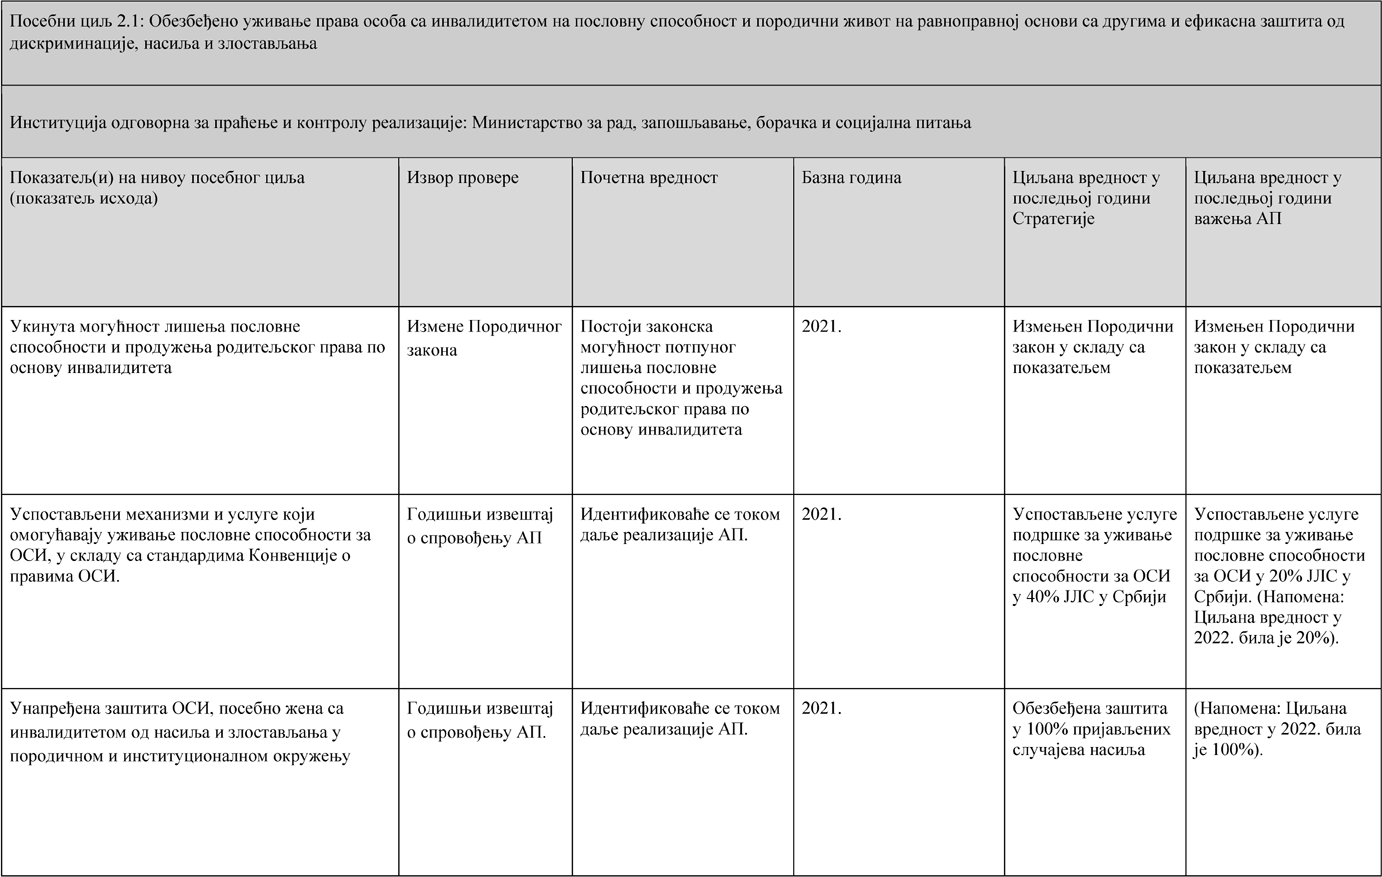 Посебни циљ 2.1: Обезбеђено уживање права особа са инвалидитетом на пословну способност и породични живот на равноправној основи са другима и ефикасна заштита од
дискриминације, насиља и злостављања
Институција одговорна за праћење и контролу реализације: Министарство за рад, запошљавање, борачка и социјална питања
Показатељ(и) на нивоу посебног циља
(показатељ исхода)
Извор провере
Почетна вредност
Базна година
Циљана вредност у
последњој години
Стратегије
Циљана вредност у
последњој години
важења АП
Укинута могућност лишења пословне
способности и продужења родитељског права по
основу инвалидитета
Измене Породичног
закона
Постоји законска
могућност потпуног
лишења пословне
способности и продужења
родитељског права по
основу инвалидитета
2021.
Измењен Породични
закон у складу са
показатељем
Измењен Породични
закон у складу са
показатељем
Успостављени механизми и услуге који
омогућавају уживање пословне способности за
ОСИ, у складу са стандардима Конвенције о
правима ОСИ.
Годишњи извештај
о спровођењу АП
Идентификоваће се током
даље реализације АП.
2021.
Успостављене услуге
подршке за уживање
пословне
способности за ОСИ
у 40% ЈЛС у Србији
Успостављене услуге
подршке за уживање
пословне способности
за ОСИ у 20% ЈЛС у
Србији. (Напомена:
Циљана вредност у
2022. била је 20%).
Унапређена заштита ОСИ, посебно жена са
инвалидитетом од насиља и злостављања у
породичном и институционалном окружењу
Годишњи извештај
о спровођењу АП.
Идентификоваће се током
даље реализације АП.
2021.
Обезбеђена заштита
у 100% пријављених
случајева насиља
(Напомена: Циљана
вредност у 2022. била
је 100%).